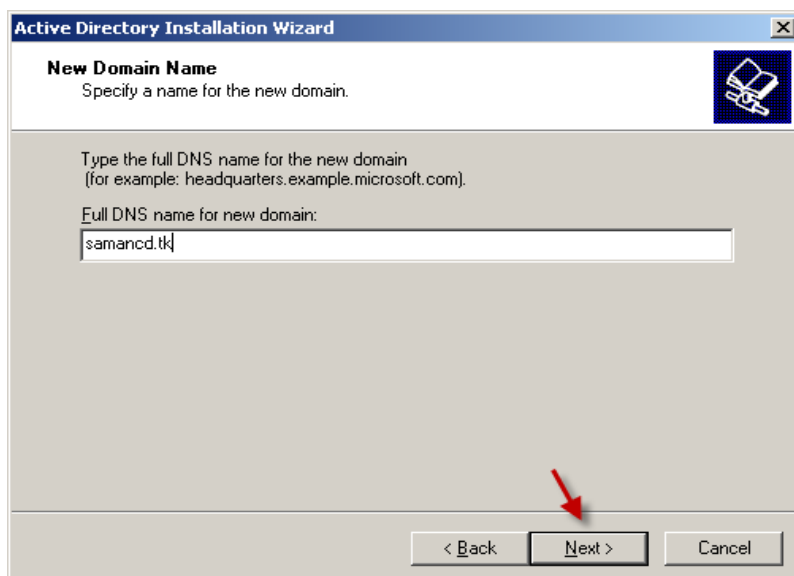 Active Directory Installation Wizard
New Domain Name
Specify a name for the new domain.
Type the full DNS name for the new domain
(for example: headquarters.example.microsoft.com).
Full DNS name for new domain:
samancd.tk
< Back Next > Cancel